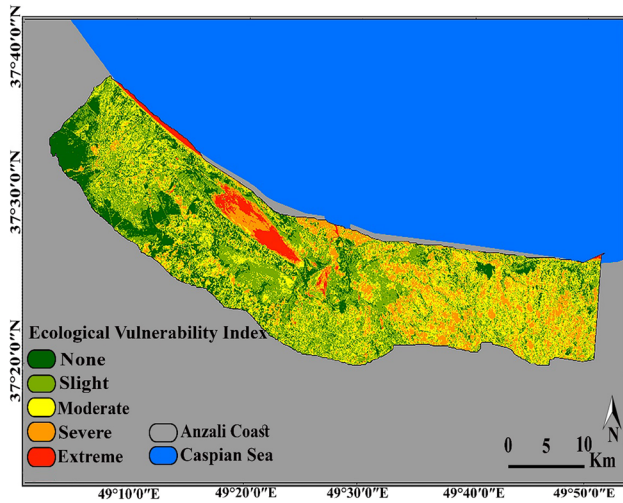 37°40'0"N
37°30'0"N
37°20'0"N
Ecological Vulnerability Index
None
Slight
Moderate
Severe
Extreme
Anzali Coast
Caspian Sea
N
0 5 10
Km
49°10'0"E
49°20'0"E
49°30'0"E
49°40'0"E
49°50'0"E